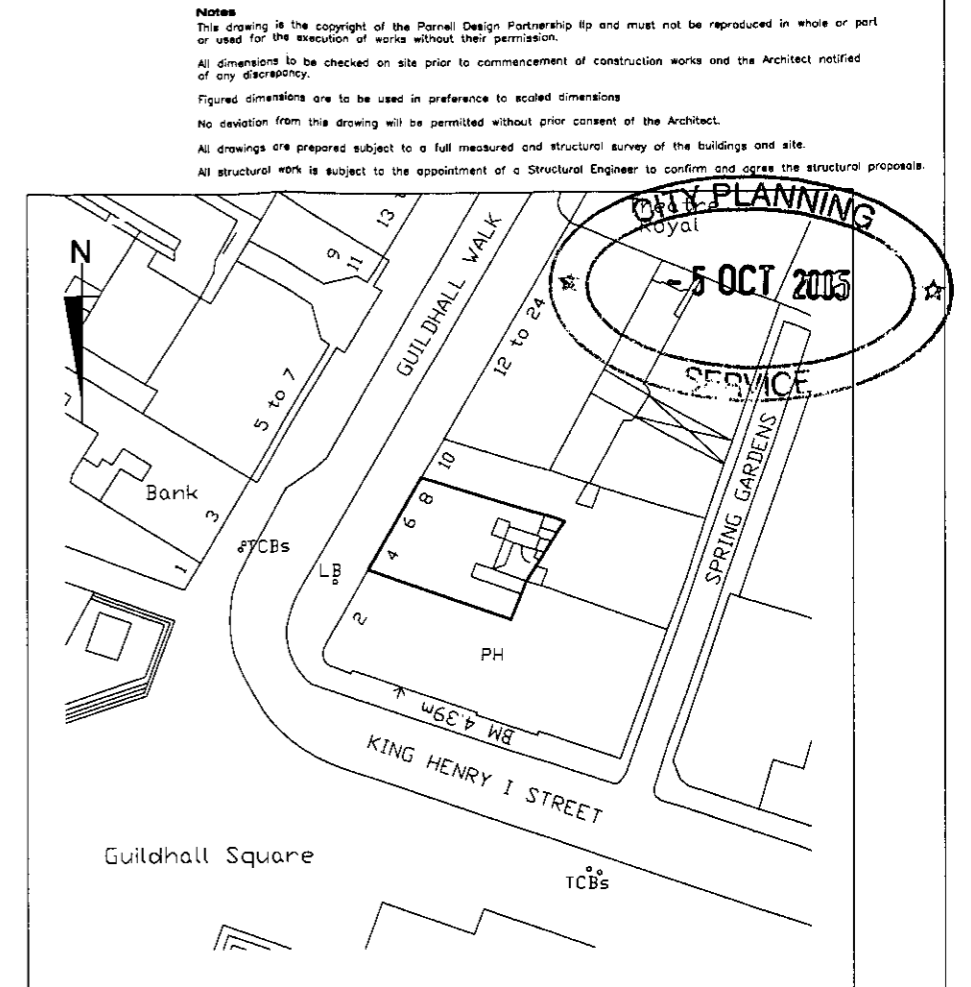 Notes
This drawing is the copyright of the Parnell Design Partnership llp and must not be reproduced in whole or part
or used for the execution of works without their permission.
All dimensions to be checked on site prior to commencement of construction works and the Architect notified
of any discrepancy.
Figured dimensions are to be used in preference to scaled dimensions
No deviation from this drawing will be permitted without prior consent of the Architect.
All drawings are prepared subject to a full measured and structural survey of the buildings and site.
All structural work is subject to the appointment of a Structural Engineer to confirm and agree the structural proposals.
CITY PLANNING
- 5 OCT 2005
SERVICE
Royal
N
9
11
13
GUILDHALL WALK
12 to 24
5 to 7
SPRING GARDENS
Bank
3
1
TCBs
LB
10
8
6
4
2
PH
BM 4.39m
KING HENRY I STREET
Guildhall Square
TCBs